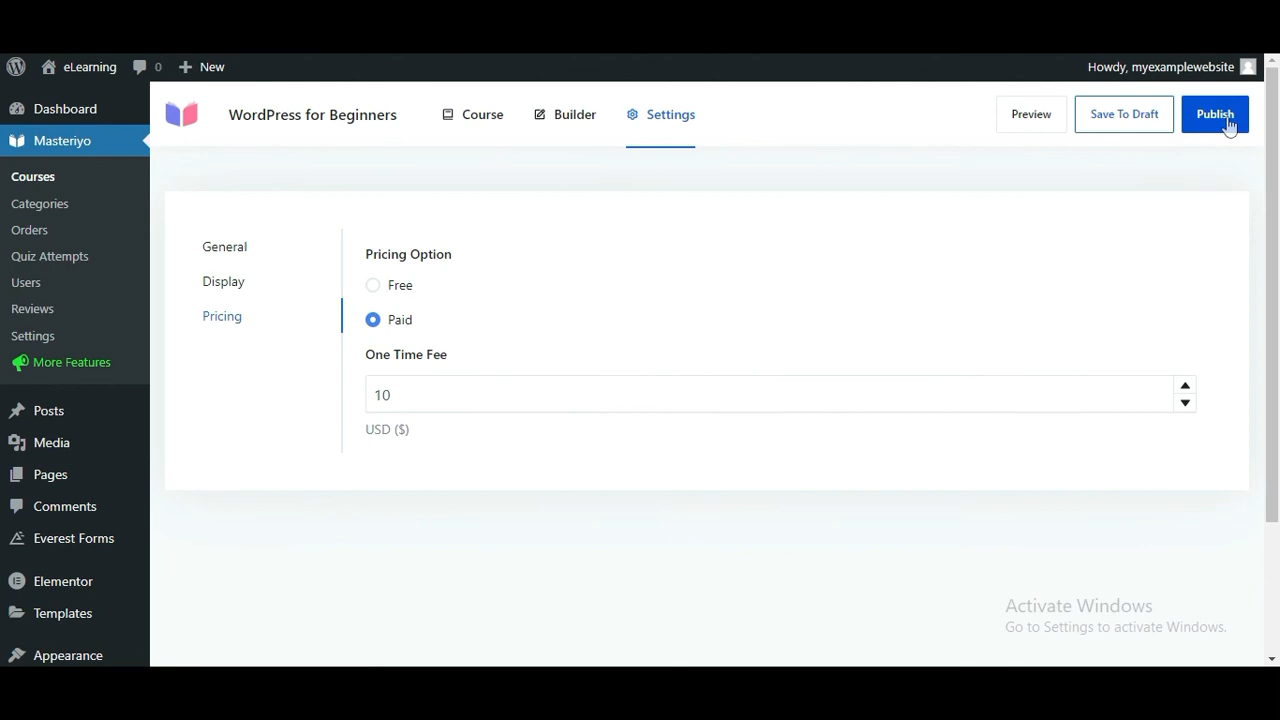 eLearning 0 New Howdy, myexamplewebsite
Dashboard
Masteriyo
Courses
Categories
Orders
Quiz Attempts
Users
Reviews
Settings
More Features
Posts
Media
Pages
Comments
Everest Forms
Elementor
Templates
Appearance
WordPress for Beginners Course Builder Settings Preview Save To Draft Publish
General
Display
Pricing
Pricing Option
Free
Paid
One Time Fee
10
USD ($)
Activate Windows
Go to Settings to activate Windows.